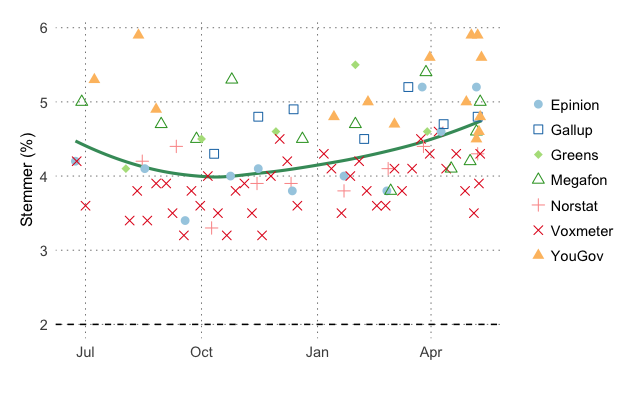 6
5
4
3
2
Stemmer (%)
Jul
Oct
Jan
Apr
Epinion
Gallup
Greens
Megafon
Norstat
Voxmeter
YouGov